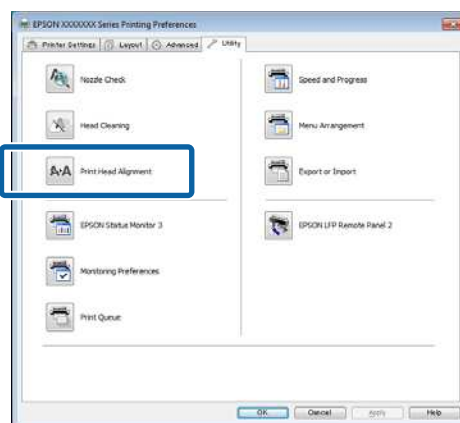 EPSON XXXXXXX Series Printing Preferences
Printer Settings Layout Advanced Utility
Nozzle Check
Head Cleaning
Print Head Alignment
EPSON Status Monitor 3
Monitoring Preferences
Print Queue
Speed and Progress
Menu Arrangement
Export or Import
EPSON LFP Remote Panel 2
OK Cancel Apply Help